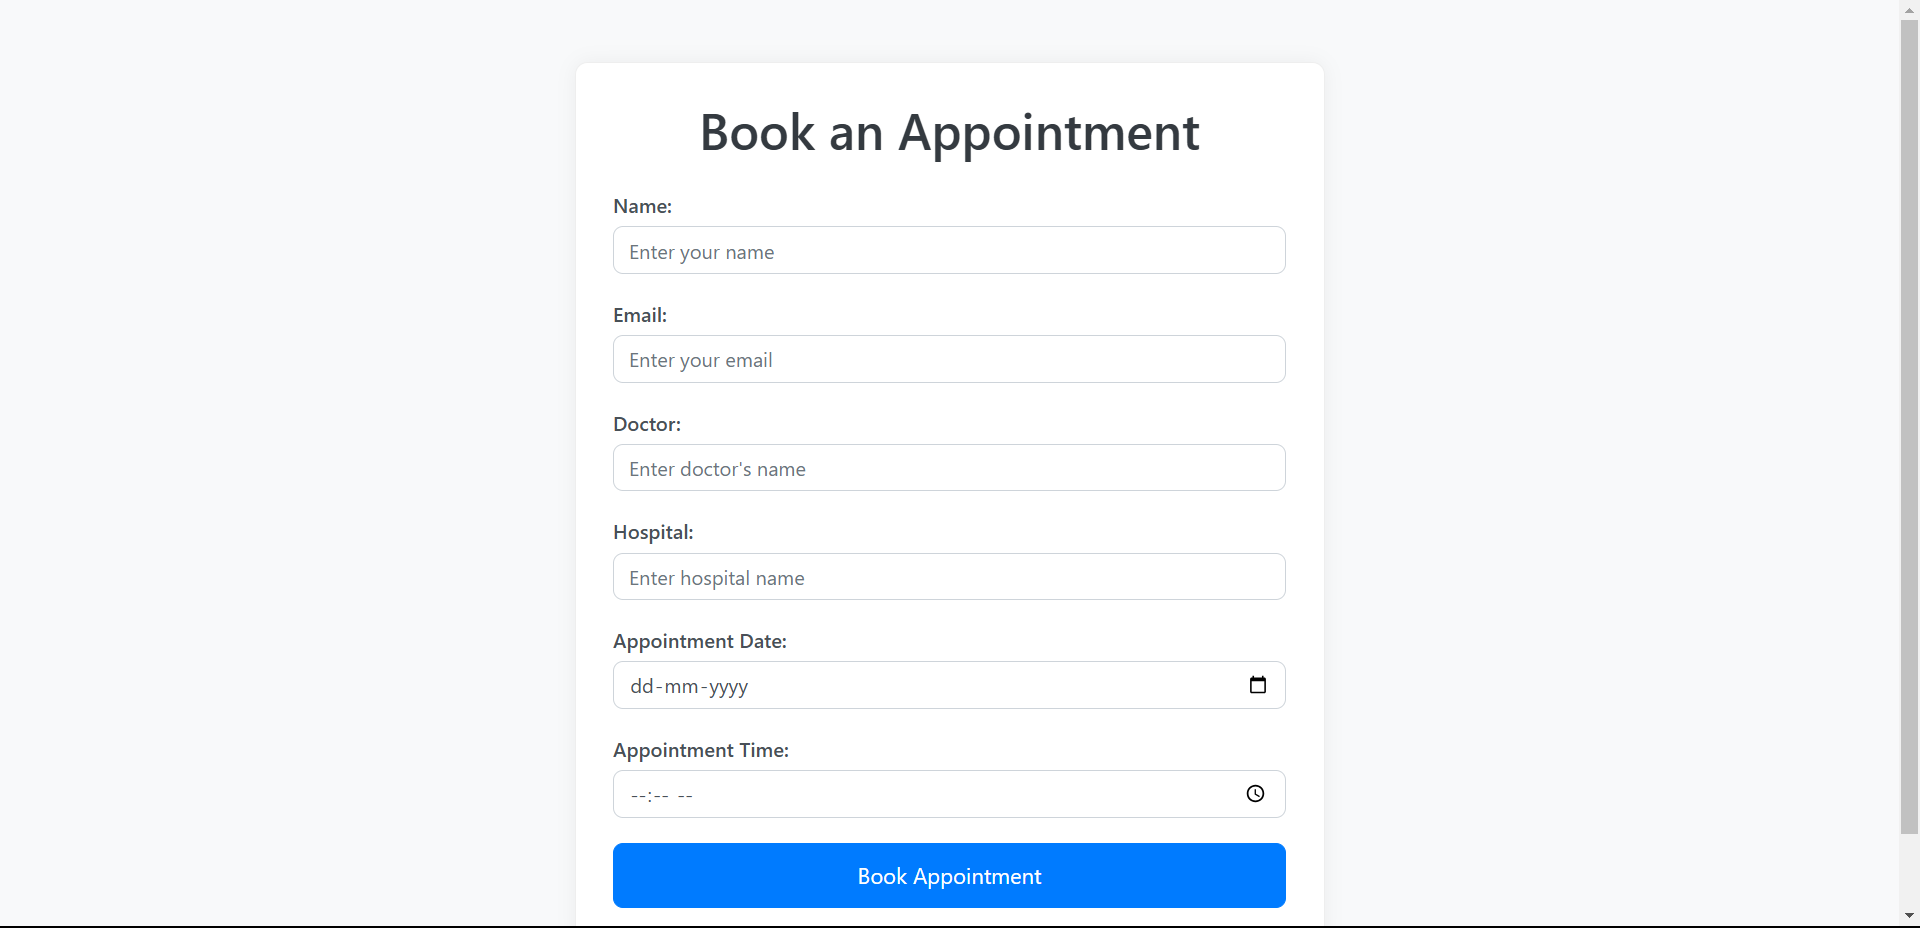 Book an Appointment
Name:
Enter your name
Email:
Enter your email
Doctor:
Enter doctor's name
Hospital:
Enter hospital name
Appointment Date:
dd-mm-yyyy
Appointment Time:
--:-- --
Book Appointment